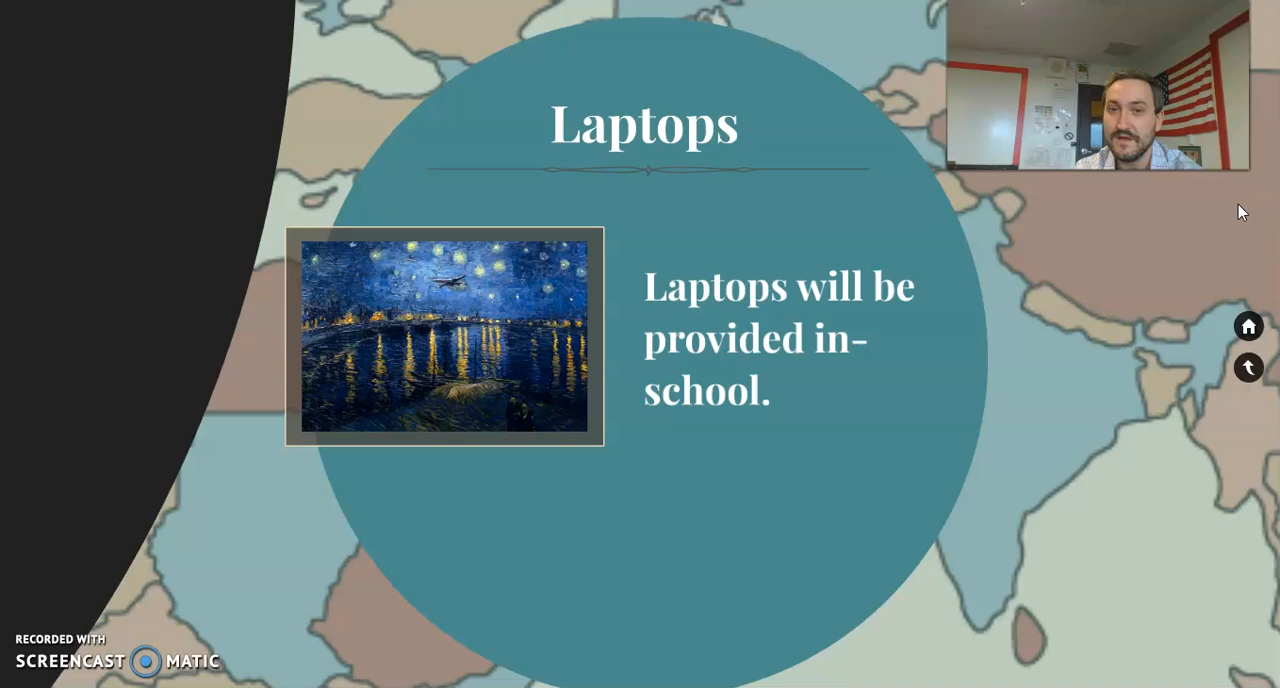 Laptops
Laptops will be
provided in-
school.
RECORDED WITH
SCREENCAST MATIC